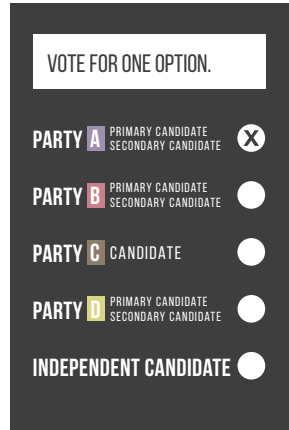 VOTE FOR ONE OPTION.
PARTY A PRIMARY CANDIDATE
SECONDARY CANDIDATE X
PARTY B PRIMARY CANDIDATE
SECONDARY CANDIDATE
PARTY C CANDIDATE
PARTY D PRIMARY CANDIDATE
SECONDARY CANDIDATE
INDEPENDENT CANDIDATE